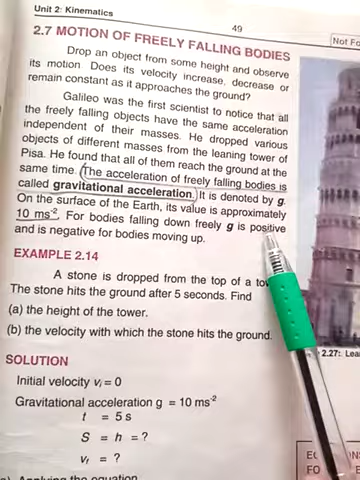 Unit 2: Kinematics
49
Not Fo
2.7 MOTION OF FREELY FALLING BODIES
Drop an object from some height and observe
its motion. Does its velocity increase, decrease or
remain constant as it approaches the ground?
Galileo was the first scientist to notice that all
the freely falling objects have the same acceleration
independent of their masses. He dropped various
objects of different masses from the leaning tower of
Pisa. He found that all of them reach the ground at the
same time. The acceleration of freely falling bodies is
called gravitational acceleration. It is denoted by g.
On the surface of the Earth, its value is approximately
10 ms⁻². For bodies falling down freely g is positive
and is negative for bodies moving up.
EXAMPLE 2.14
A stone is dropped from the top of a to
The stone hits the ground after 5 seconds. Find
(a) the height of the tower.
(b) the velocity with which the stone hits the ground.
2.27: Lea
SOLUTION
Initial velocity vᵢ = 0
Gravitational acceleration g = 10 ms⁻²
t = 5 s
S = h = ?
v_f = ?
FO
Applying the equation